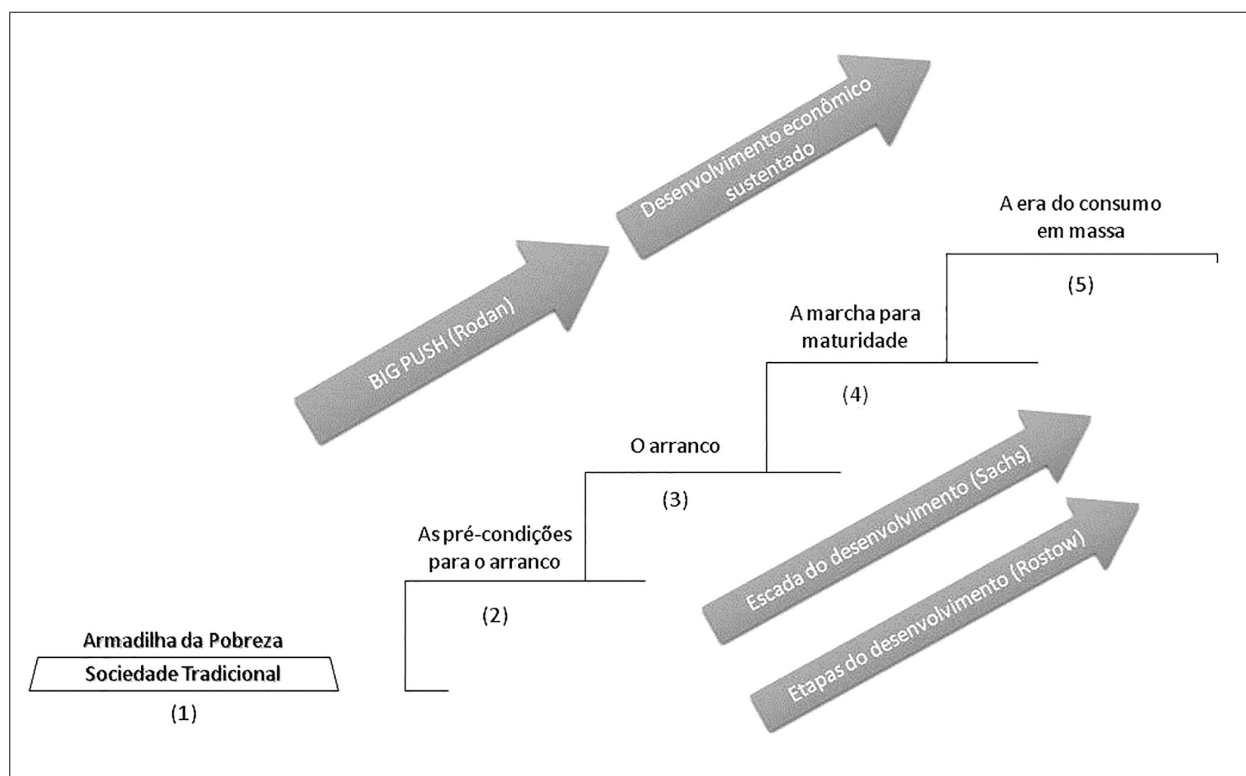 Desenvolvimento econômico
sustentado
BIG PUSH (Rodan)
A era do consumo
em massa
(5)
A marcha para
maturidade
(4)
O arranco
(3)
As pré-condições
para o arranco
(2)
Armadilha da Pobreza
Sociedade Tradicional
(1)
Escada do desenvolvimento (Sachs)
Etapas do desenvolvimento (Rostow)